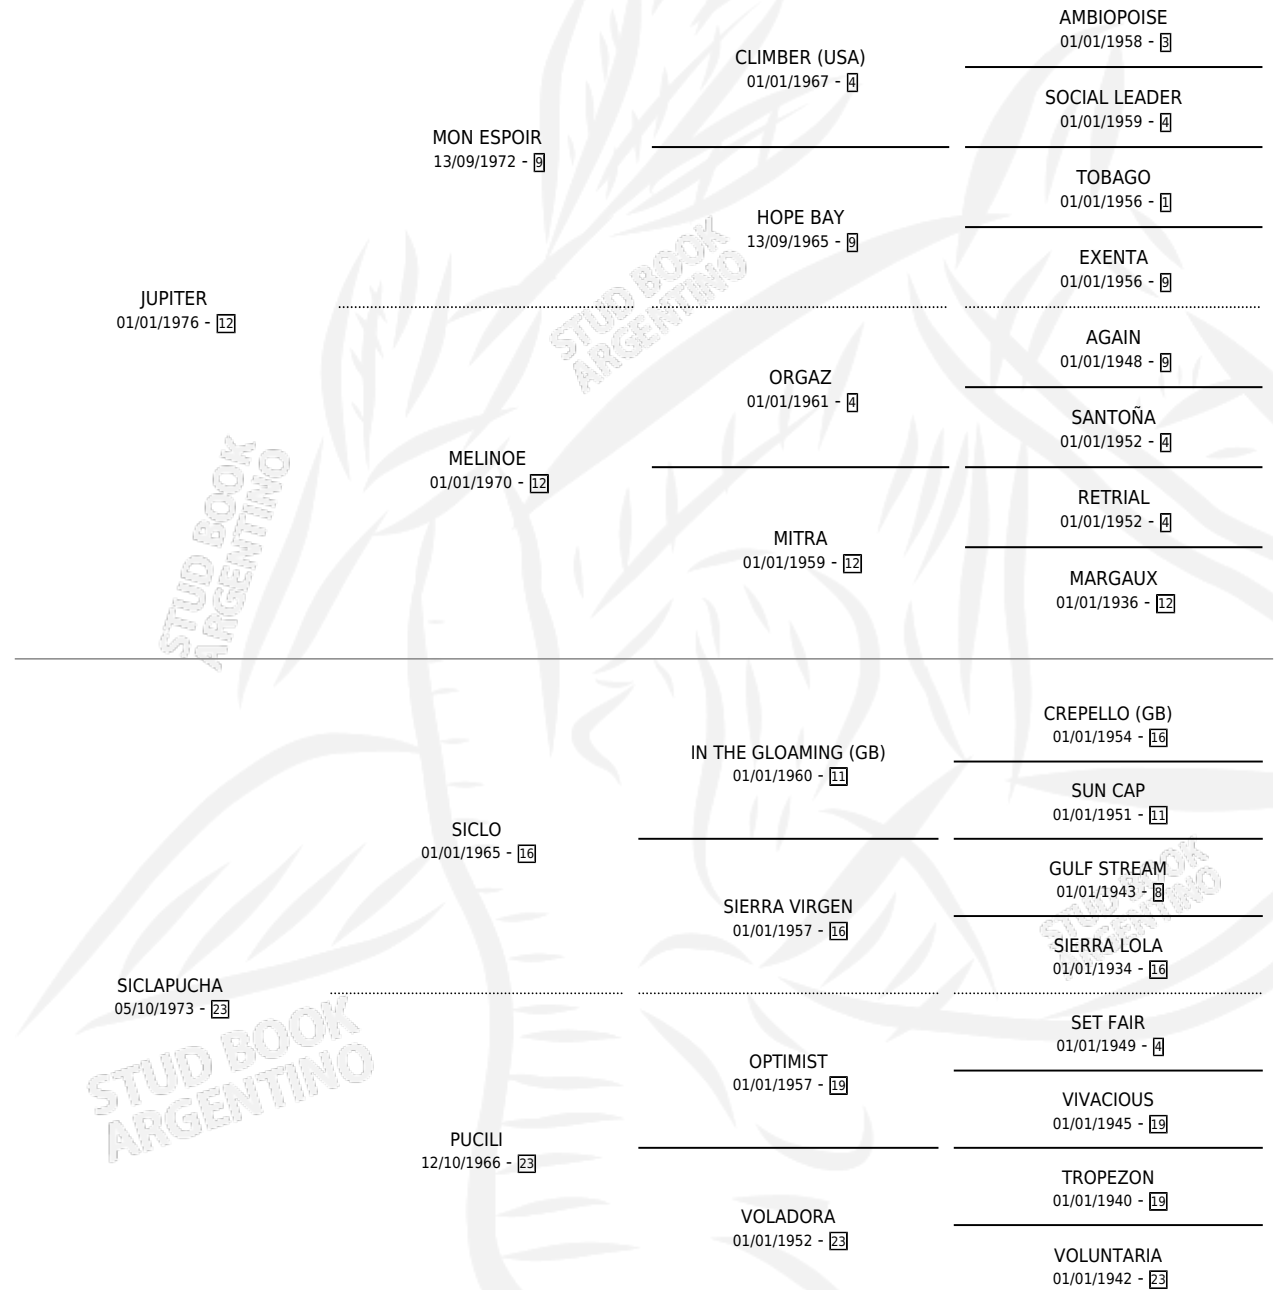 AMBIOPOISE
01/01/1958 - 3
CLIMBER (USA)
01/01/1967 - 4
SOCIAL LEADER
01/01/1959 - 4
MON ESPOIR
13/09/1972 - 9
TOBAGO
01/01/1956 - 1
HOPE BAY
13/09/1965 - 9
EXENTA
01/01/1956 - 9
JUPITER
01/01/1976 - 12
AGAIN
01/01/1948 - 9
ORGAZ
01/01/1961 - 4
SANTOÑA
01/01/1952 - 4
MELINOE
01/01/1970 - 12
RETRIAL
01/01/1952 - 4
MITRA
01/01/1959 - 12
MARGAUX
01/01/1936 - 12
STUD BOOK
ARGENTINO
STUD BOOK
ARGENTINO
CREPELLO (GB)
01/01/1954 - 16
IN THE GLOAMING (GB)
01/01/1960 - 11
SUN CAP
01/01/1951 - 11
SICLO
01/01/1965 - 16
GULF STREAM
01/01/1943 - 8
SIERRA VIRGEN
01/01/1957 - 16
SIERRA LOLA
01/01/1934 - 16
SICLAPUCHA
05/10/1973 - 23
SET FAIR
01/01/1949 - 4
OPTIMIST
01/01/1957 - 19
VIVACIOUS
01/01/1945 - 19
PUCILI
12/10/1966 - 23
TROPEZON
01/01/1940 - 19
VOLADORA
01/01/1952 - 23
VOLUNTARIA
01/01/1942 - 23
STUD BOOK
ARGENTINO
STUD BOOK
ARGENTINO